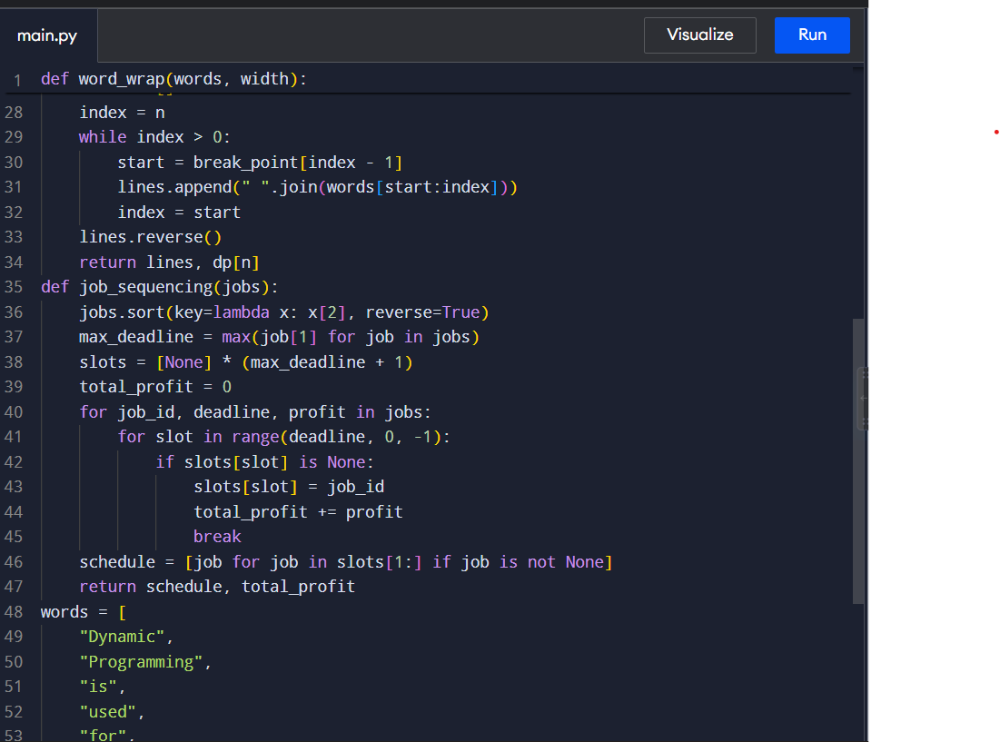 main.py
Visualize
Run
1 def word_wrap(words, width):
28 index = n
29 while index > 0:
30 start = break_point[index - 1]
31 lines.append(" ".join(words[start:index]))
32 index = start
33 lines.reverse()
34 return lines, dp[n]
35 def job_sequencing(jobs):
36 jobs.sort(key=lambda x: x[2], reverse=True)
37 max_deadline = max(job[1] for job in jobs)
38 slots = [None] * (max_deadline + 1)
39 total_profit = 0
40 for job_id, deadline, profit in jobs:
41 for slot in range(deadline, 0, -1):
42 if slots[slot] is None:
43 slots[slot] = job_id
44 total_profit += profit
45 break
46 schedule = [job for job in slots[1:] if job is not None]
47 return schedule, total_profit
48 words = [
49 "Dynamic",
50 "Programming",
51 "is",
52 "used",
53 "for",